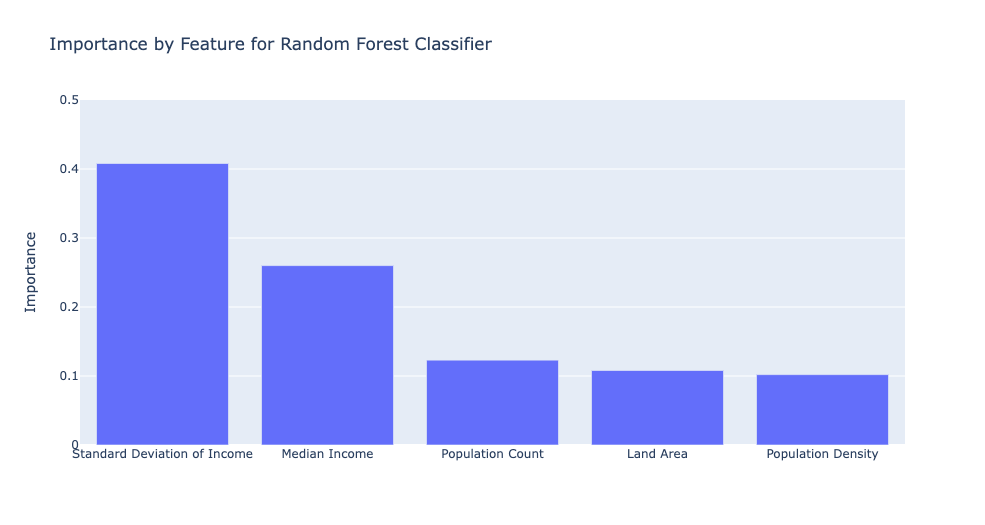 Importance by Feature for Random Forest Classifier
Importance
0.5
0.4
0.3
0.2
0.1
0
Standard Deviation of Income
Median Income
Population Count
Land Area
Population Density